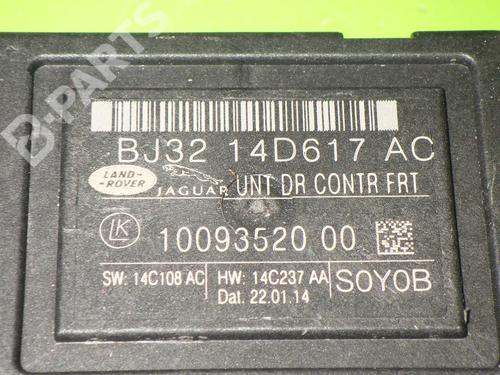 B-PARTS
BJ32 14D617 AC
LAND-
-ROVER
JAGUAR UNT DR CONTR FRT
LK 10093520 00
SW: 14C108 AC HW: 14C237 AA SOYOB
Dat. 22.01.14